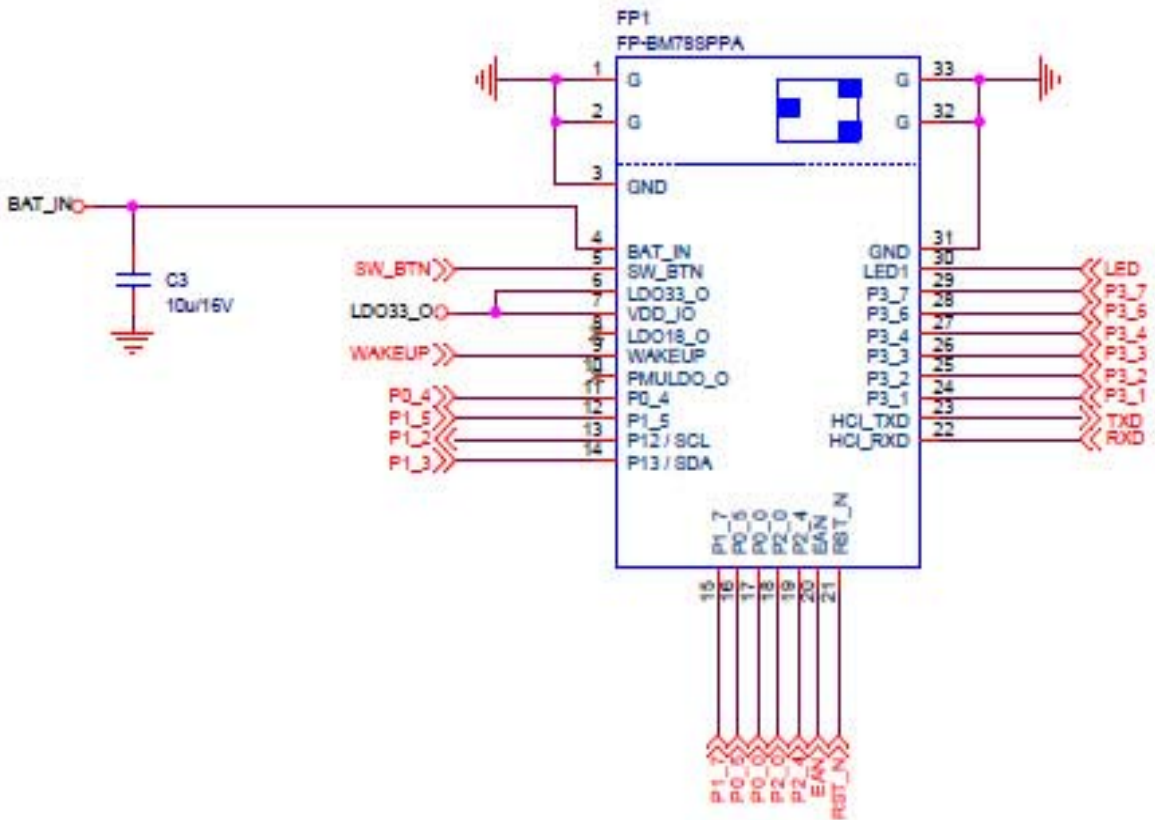 FP1
FP-BM78SPPA
1 G G 33
2 G G 32
3 GND
BAT_IN
4 BAT_IN GND 31
SW_BTN 5 SW_BTN LED1 30 LED
6 LDO33_O P3_7 29 P3_7
LDO33_O 7 VDD_IO P3_6 28 P3_6
8 LDO18_O P3_4 27 P3_4
WAKEUP 9 WAKEUP P3_3 26 P3_3
10 PMULDO_O P3_2 25 P3_2
P0_4 11 P0_4 P3_1 24 P3_1
P1_5 12 P1_5 HCI_TXD 23 TXD
P1_2 13 P12 / SCL HCI_RXD 22 RXD
P1_3 14 P13 / SDA
C3
10u/16V
P1_7
P0_5
P0_0
P2_0
P2_4
EAN
RST_N
15
16
17
18
19
20
21
P1_7
P0_5
P0_0
P2_0
P2_4
EAN
RST_N